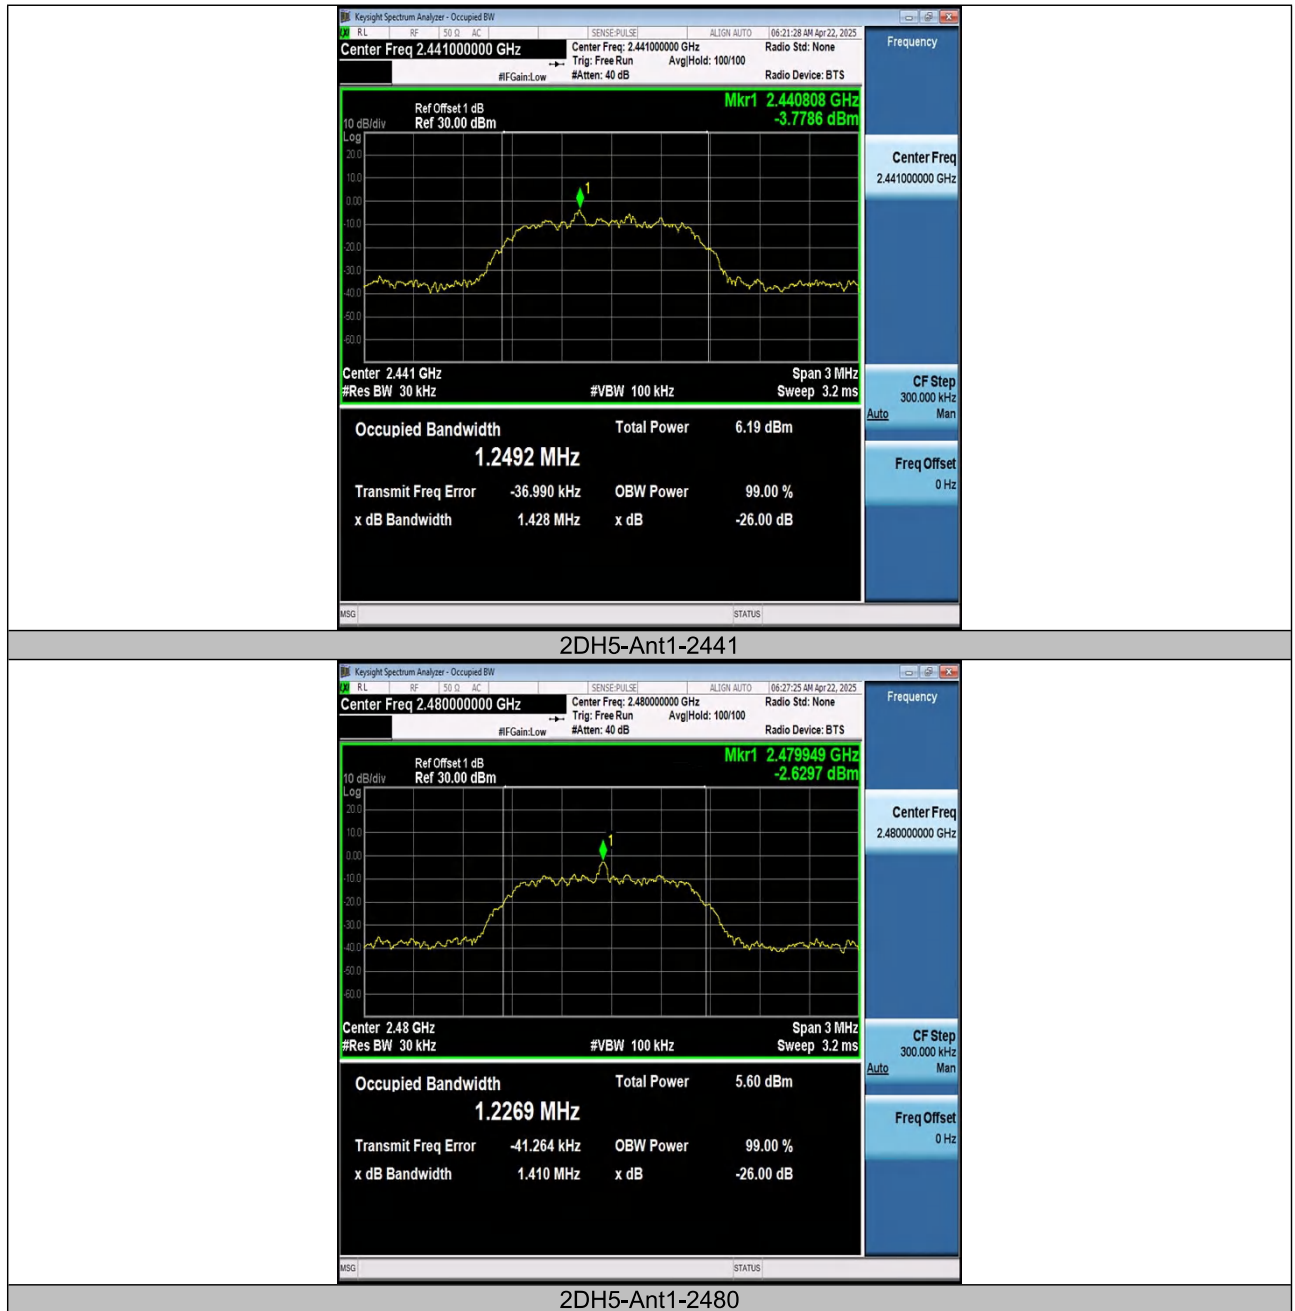 Keysight Spectrum Analyzer - Occupied BW
RL RF 50 Ω AC SENSE:PULSE ALIGN AUTO 06:21:28 AM Apr 22, 2025
Center Freq 2.441000000 GHz Center Freq: 2.441000000 GHz Radio Std: None Frequency
Trig: Free Run Avg|Hold: 100/100
#IFGain:Low #Atten: 40 dB Radio Device: BTS
Mkr1 2.440808 GHz
-3.7786 dBm
Ref Offset 1 dB
10 dB/div Ref 30.00 dBm
Log
20.0
10.0
0.00
-10.0
-20.0
-30.0
-40.0
-50.0
-60.0
1
Center Freq
2.441000000 GHz
Center 2.441 GHz Span 3 MHz
#Res BW 30 kHz #VBW 100 kHz Sweep 3.2 ms
CF Step
300.000 kHz
Auto Man
Occupied Bandwidth Total Power 6.19 dBm
1.2492 MHz
Freq Offset
0 Hz
Transmit Freq Error -36.990 kHz OBW Power 99.00 %
x dB Bandwidth 1.428 MHz x dB -26.00 dB
MSG STATUS
2DH5-Ant1-2441
Keysight Spectrum Analyzer - Occupied BW
RL RF 50 Ω AC SENSE:PULSE ALIGN AUTO 06:27:25 AM Apr 22, 2025
Center Freq 2.480000000 GHz Center Freq: 2.480000000 GHz Radio Std: None Frequency
Trig: Free Run Avg|Hold: 100/100
#IFGain:Low #Atten: 40 dB Radio Device: BTS
Mkr1 2.479949 GHz
-2.6297 dBm
Ref Offset 1 dB
10 dB/div Ref 30.00 dBm
Log
20.0
10.0
0.00
-10.0
-20.0
-30.0
-40.0
-50.0
-60.0
1
Center Freq
2.480000000 GHz
Center 2.48 GHz Span 3 MHz
#Res BW 30 kHz #VBW 100 kHz Sweep 3.2 ms
CF Step
300.000 kHz
Auto Man
Occupied Bandwidth Total Power 5.60 dBm
1.2269 MHz
Freq Offset
0 Hz
Transmit Freq Error -41.264 kHz OBW Power 99.00 %
x dB Bandwidth 1.410 MHz x dB -26.00 dB
MSG STATUS
2DH5-Ant1-2480